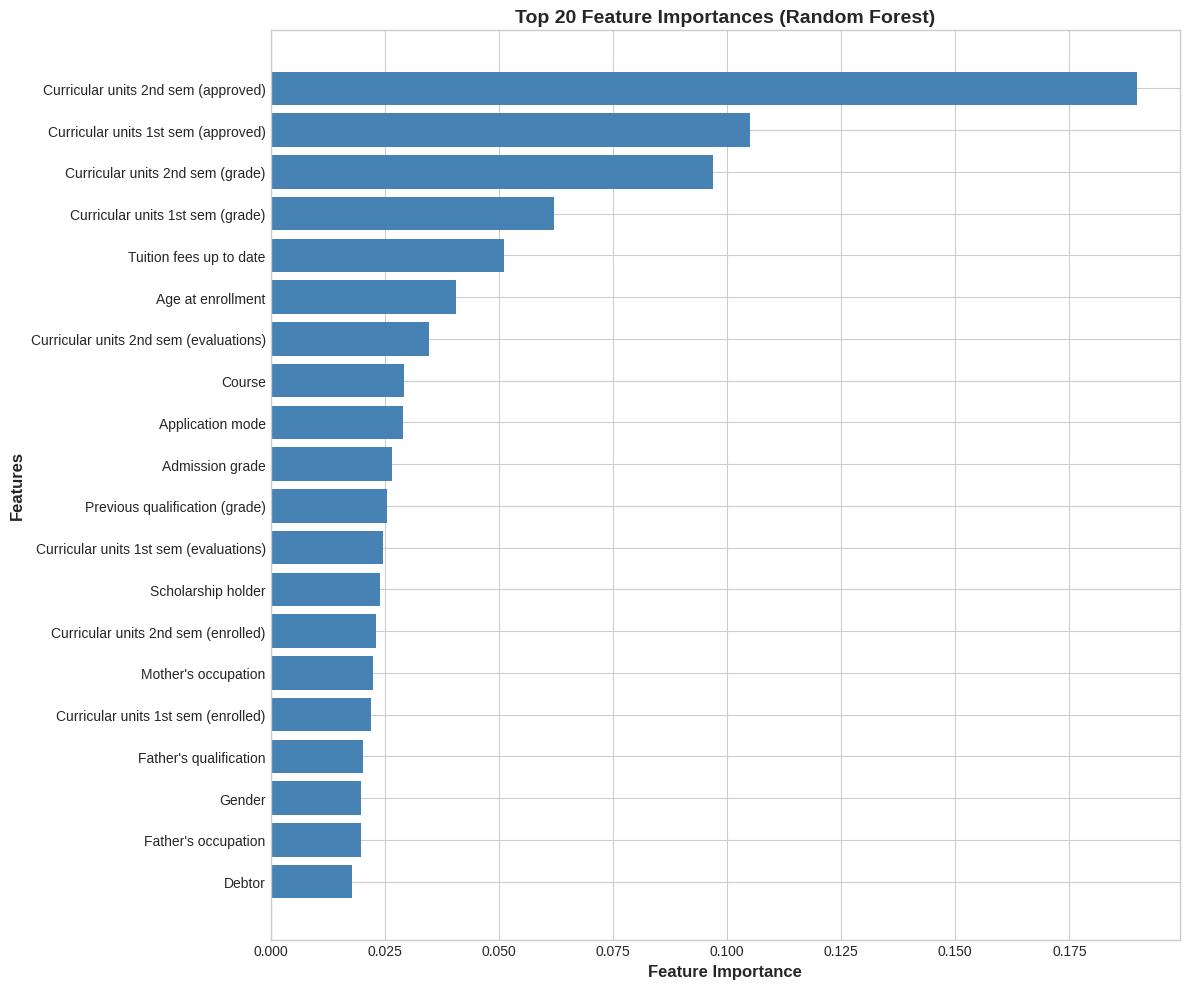 Top 20 Feature Importances (Random Forest)
Curricular units 2nd sem (approved)
Curricular units 1st sem (approved)
Curricular units 2nd sem (grade)
Curricular units 1st sem (grade)
Tuition fees up to date
Age at enrollment
Curricular units 2nd sem (evaluations)
Course
Application mode
Admission grade
Previous qualification (grade)
Curricular units 1st sem (evaluations)
Scholarship holder
Curricular units 2nd sem (enrolled)
Mother's occupation
Curricular units 1st sem (enrolled)
Father's qualification
Gender
Father's occupation
Debtor
Features
0.000 0.025 0.050 0.075 0.100 0.125 0.150 0.175
Feature Importance